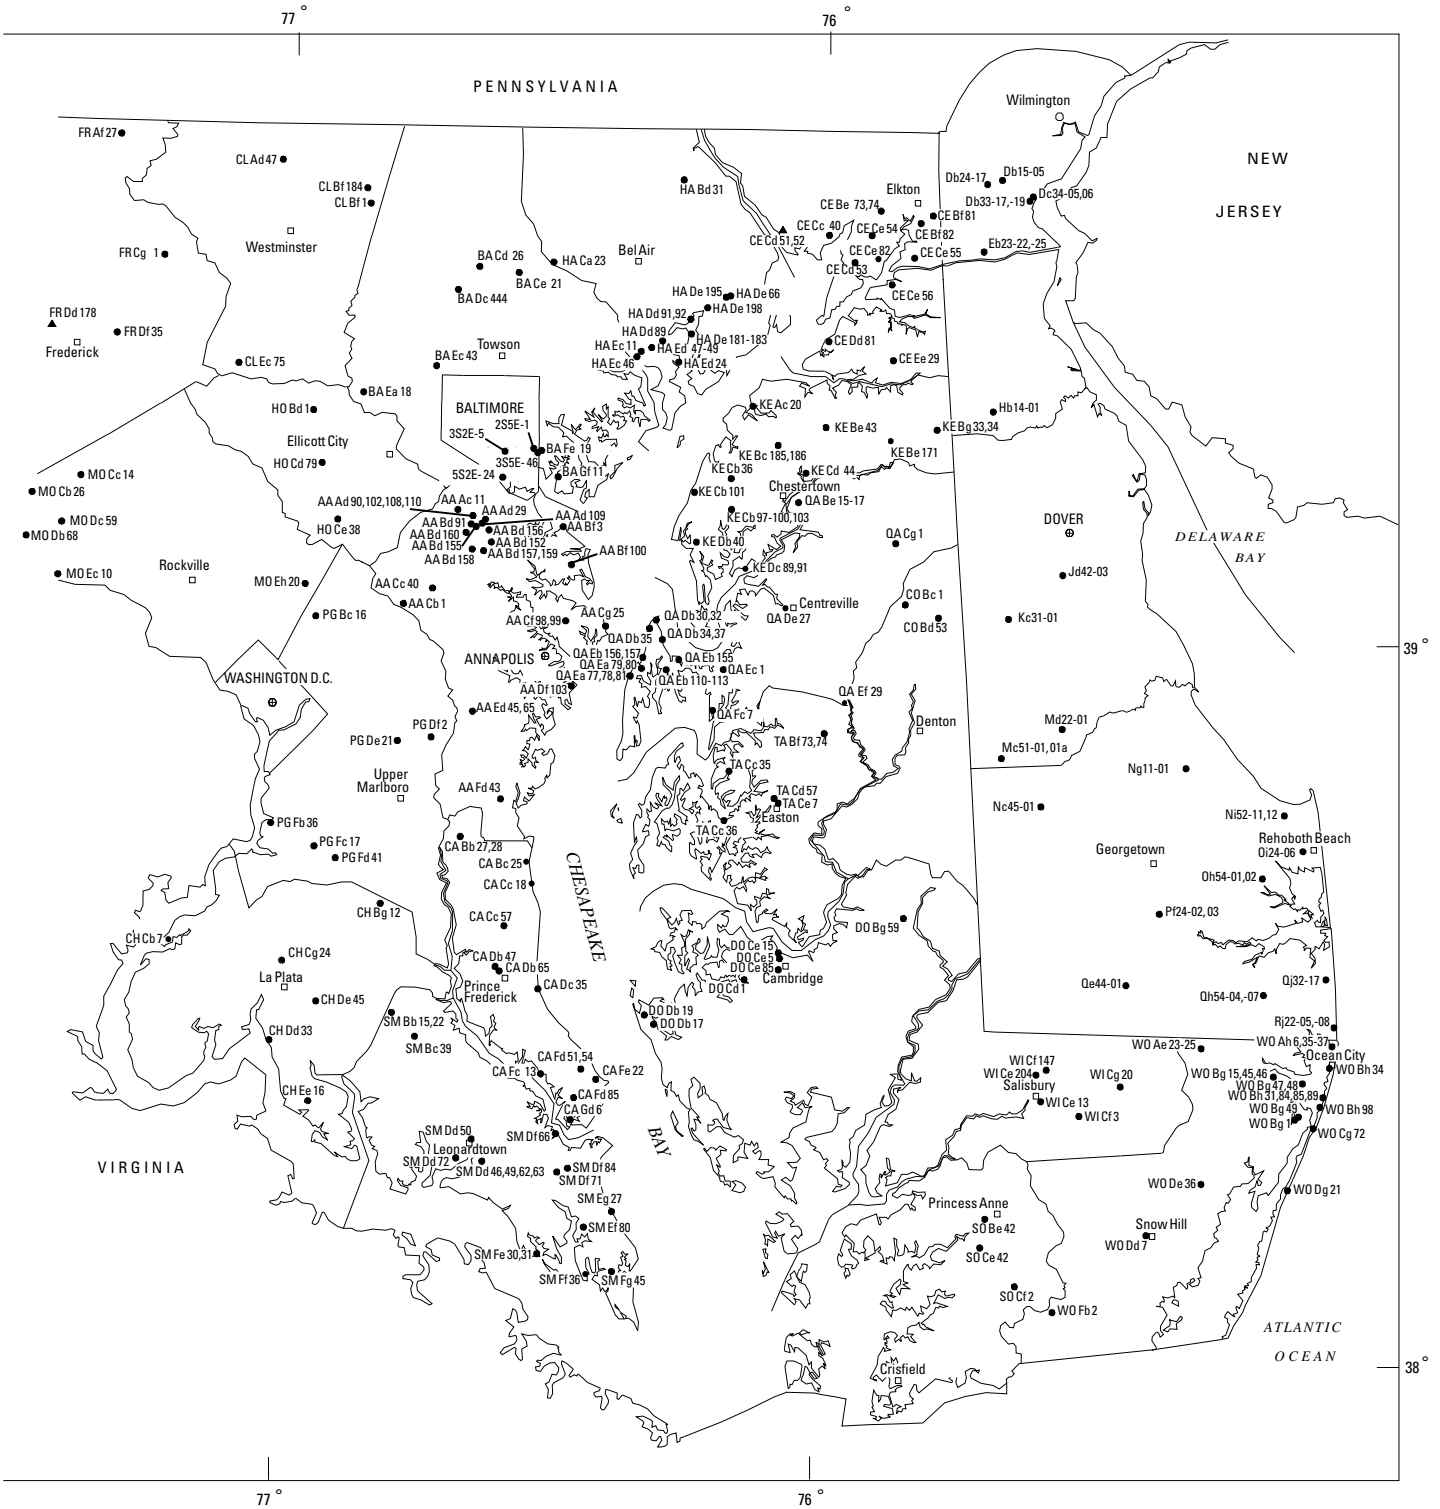 77°
76°
PENNSYLVANIA
Wilmington
NEW
JERSEY
FR Af 27
CL Ad 47
CL Bf 184
CL Bf 1
HA Bd 31
Elkton
Db24-17
Db15-05
Dc34-05,06
Db33-17,-19
CE Be 73,74
CE Bf 81
CE Bf 82
CE Cc 40
CE Ce 54
CE Cd 51,52
CE Ce 82
CE Ce 55
Eb23-22,-25
CE Cd 53
CE Ce 56
Westminster
FR Cg 1
BA Cd 26
HA Ca 23
Bel Air
BA Ce 21
BA Dc 444
HA De 195
HA De 66
HA De 198
HA Dd 91,92
HA Dd 89
HA De 181-183
HA Ec 11
HA Ed 47-49
HA Ec 46
HA Ed 24
CE Dd 81
CE Ee 29
FR Dd 178
FR Df 35
Frederick
CL Ec 75
BA Ec 43
Towson
BA Ea 18
HO Bd 1
BALTIMORE
2S5E-1
3S2E-5
BA Fe 19
3S5E-46
5S2E-24
BA Gf 11
Ellicott City
HO Cd 79
KE Ac 20
KE Be 43
KE Bg 33,34
Hb14-01
KE Bc 185,186
KE Be 171
KE Cb 36
KE Cd 44
Chestertown
KE Cb 101
QA Be 15-17
KE Cb 97-100,103
MO Cc 14
MO Cb 26
MO Dc 59
MO Db 68
MO Ec 10
AA Ad 90,102,108,110
AA Ac 11
AA Ad 29
AA Ad 109
AA Bf 3
HO Ce 38
AA Bd 91
AA Bd 160
AA Bd 156
AA Bd 155
AA Bd 152
AA Bd 157,159
AA Bd 158
AA Bf 100
KE Db 40
QA Cg 1
KE Dc 89,91
DOVER
DELAWARE
BAY
Jd42-03
Rockville
MO Eh 20
AA Cc 40
AA Cb 1
PG Bc 16
AA Cg 25
AA Cf 98,99
QA Db 30,32
QA Db 35
QA Db 34,37
Centreville
QA De 27
CO Bc 1
CO Bd 53
Kc31-01
39°
ANNAPOLIS
QA Eb 156,157
QA Eb 155
QA Ea 79,80
QA Ec 1
QA Ea 77,78,81
QA Eb 110-113
AA Df 103
WASHINGTON D.C.
AA Ed 45,65
QA Fc 7
QA Ef 29
Denton
Md22-01
PG Df 2
PG De 21
TA Bf 73,74
Mc51-01,01a
TA Cc 35
Ng11-01
Upper
Marlboro
AA Fd 43
TA Cd 57
TA Ce 7
Easton
Nc45-01
Ni52-11,12
PG Fb 36
TA Cc 36
Rehoboth Beach
PG Fc 17
PG Fd 41
CA Bb 27,28
CA Bc 25
CHESAPEAKE
Georgetown
Oi24-06
CA Cc 18
Oh54-01,02
CH Bg 12
CA Cc 57
DO Bg 59
Pf24-02,03
CH Cb 7
CH Cg 24
DO Ce 15
DO Ce 5
DO Ce 85
Cambridge
DO Cd 1
La Plata
CA Db 47
CA Db 65
Prince
Frederick
CA Dc 35
Qe44-01
Qj32-17
Qh54-04,-07
CH De 45
DO Db 19
DO Db 17
SM Bb 15,22
CH Dd 33
SM Bc 39
Rj22-05,-08
WO Ae 23-25
WO Ah 6,35-37
Ocean City
CA Fd 51,54
CA Fc 13
CA Fe 22
WI Cf 147
WI Ce 204
WI Cg 20
WO Bg 15,45,46
WO Bh 34
Salisbury
WO Bg 47,48
WO Bh 31,84,85,89
CH Ee 16
CA Fd 85
WI Ce 13
WI Cf 3
WO Bg 49
WO Bh 98
CA Gd 6
WO Bg 1
WO Cg 72
SM Df 66
SM Dd 50
Leonardtown
BAY
VIRGINIA
SM Dd 72
SM Dd 46,49,62,63
SM Df 84
SM Df 71
SM Eg 27
WO De 36
WO Dg 21
Princess Anne
SO Be 42
SM Ef 80
Snow Hill
WO Dd 7
SM Fe 30,31
SO Ce 42
SM Ff 36
SM Fg 45
SO Cf 2
WO Fb 2
ATLANTIC
OCEAN
Crisfield
38°
77°
76°